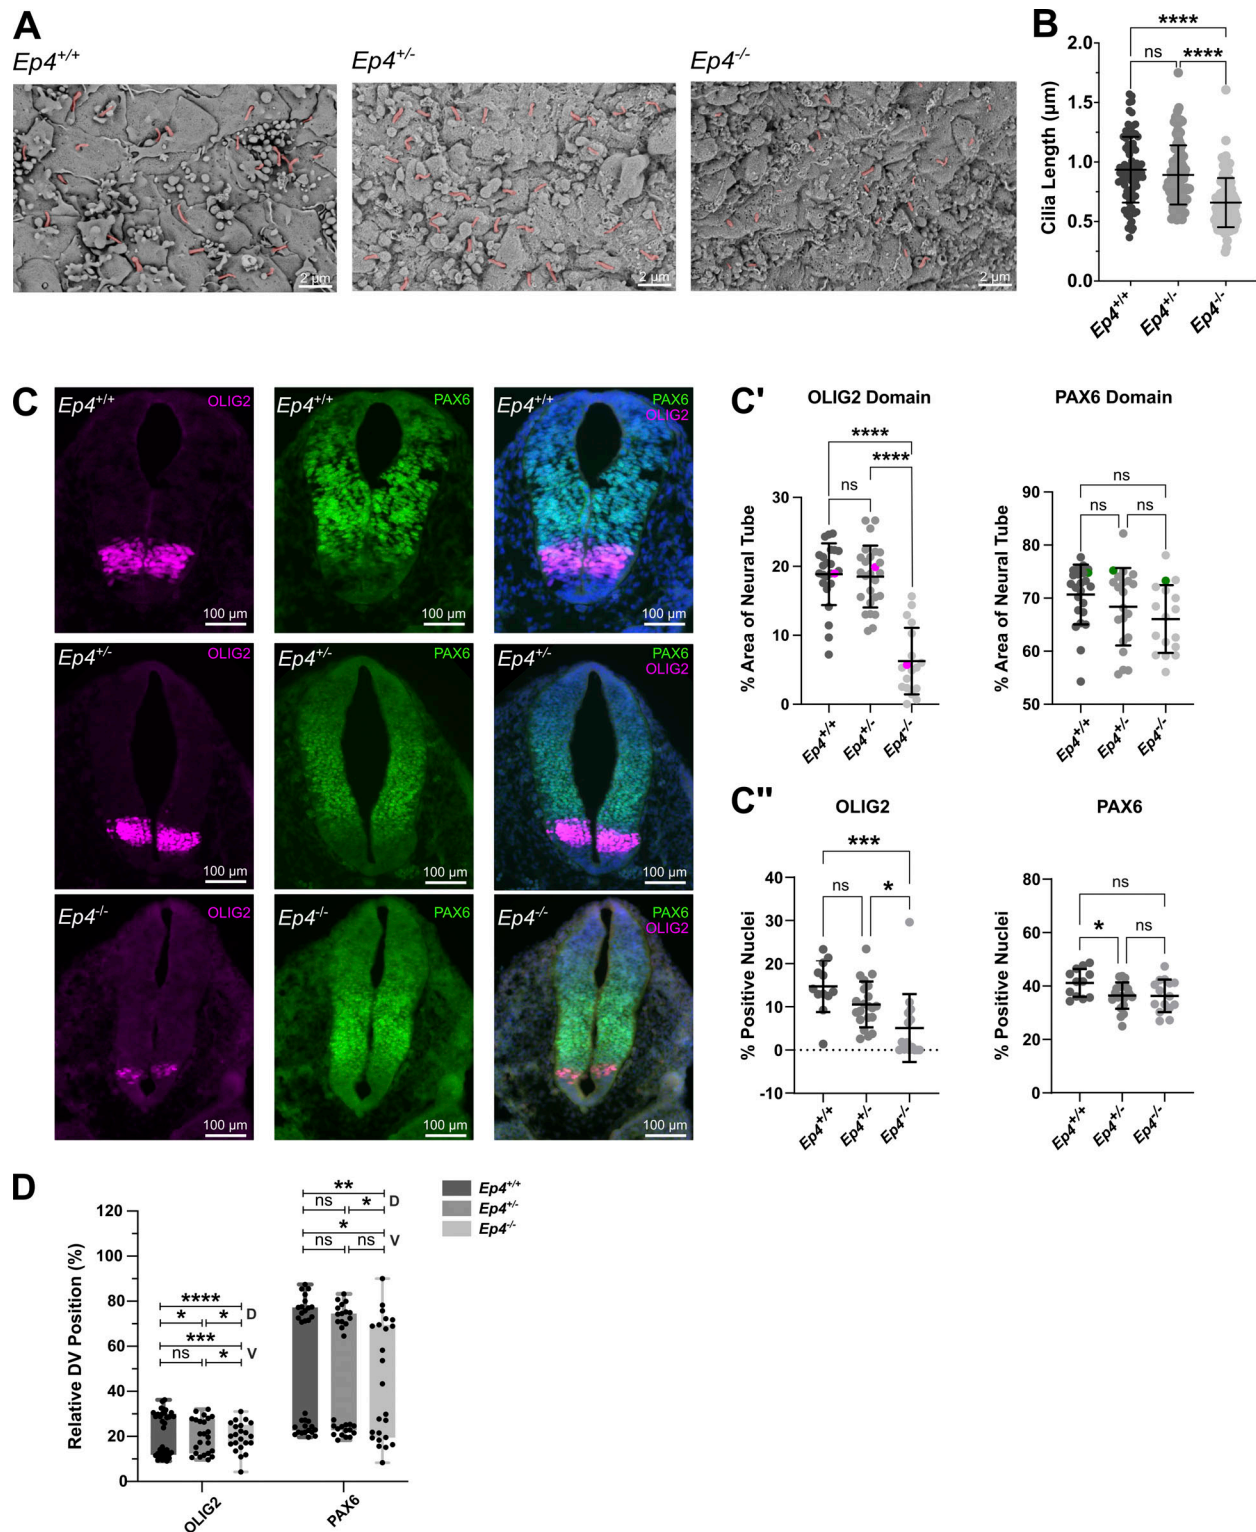 A
Ep4+/+
Ep4+/-
Ep4-/-
2 µm
2 µm
2 µm
B
****
ns
****
Cilia Length (µm)
2.0
1.5
1.0
0.5
0.0
Ep4+/+
Ep4+/-
Ep4-/-
C
Ep4+/+
OLIG2
100 µm
Ep4+/+
PAX6
100 µm
Ep4+/+
PAX6
OLIG2
100 µm
Ep4+/-
OLIG2
100 µm
Ep4+/-
PAX6
100 µm
Ep4+/-
PAX6
OLIG2
100 µm
Ep4-/-
OLIG2
100 µm
Ep4-/-
PAX6
100 µm
Ep4-/-
PAX6
OLIG2
100 µm
C'
OLIG2 Domain
****
****
ns
% Area of Neural Tube
30
20
10
0
Ep4+/+
Ep4+/-
Ep4-/-
PAX6 Domain
ns
ns
ns
% Area of Neural Tube
90
80
70
60
50
Ep4+/+
Ep4+/-
Ep4-/-
C"
OLIG2
***
ns
*
% Positive Nuclei
40
30
20
10
0
-10
Ep4+/+
Ep4+/-
Ep4-/-
PAX6
ns
*
ns
% Positive Nuclei
80
60
40
20
0
Ep4+/+
Ep4+/-
Ep4-/-
D
Relative DV Position (%)
120
100
80
60
40
20
0
****
*
*
D
***
ns
*
V
**
ns
*
D
*
ns
ns
V
OLIG2
PAX6
Ep4+/+
Ep4+/-
Ep4-/-